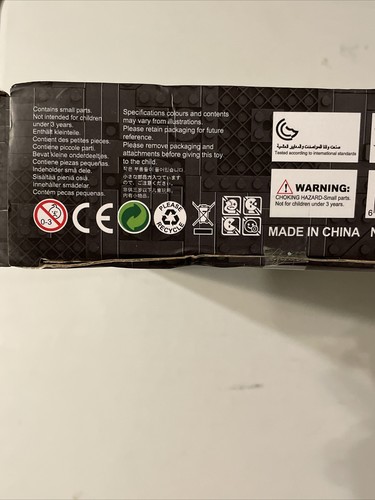 Contains small parts.
Not intended for children
under 3 years.
Enthält kleinteile.
Contient des petites pieces.
Contiene piccole parti.
Bevat kleine onderdeeltjes.
Contiene piezas pequeñas.
Indeholder små dele.
Sisältää pieniä osiä
Innehåller smådelar
Contém pecas pequenas.
Specifications colours and contents
may vary from illustrations.
Please retain packaging for future
reference.
Please remove packaging and
attachments before giving this toy
to the child.
0-3
CE
PLEASE
RECYCLE
Tested according to international standards
WARNING:
CHOKING HAZARD-Small parts.
Not for children under 3 years.
MADE IN CHINA